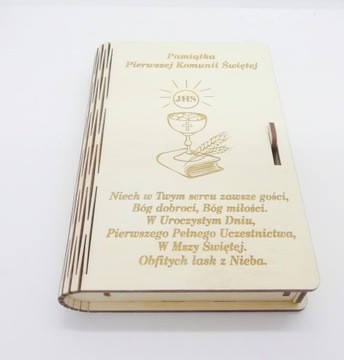 Pamiątka
Pierwszej Komunii Świętej
JHS
Niech w Twym sercu zawsze gości,
Bóg dobroci, Bóg miłości.
W Uroczystym Dniu,
Pierwszego Pełnego Uczestnictwa,
W Mszy Świętej.
Obfitych łask z Nieba.